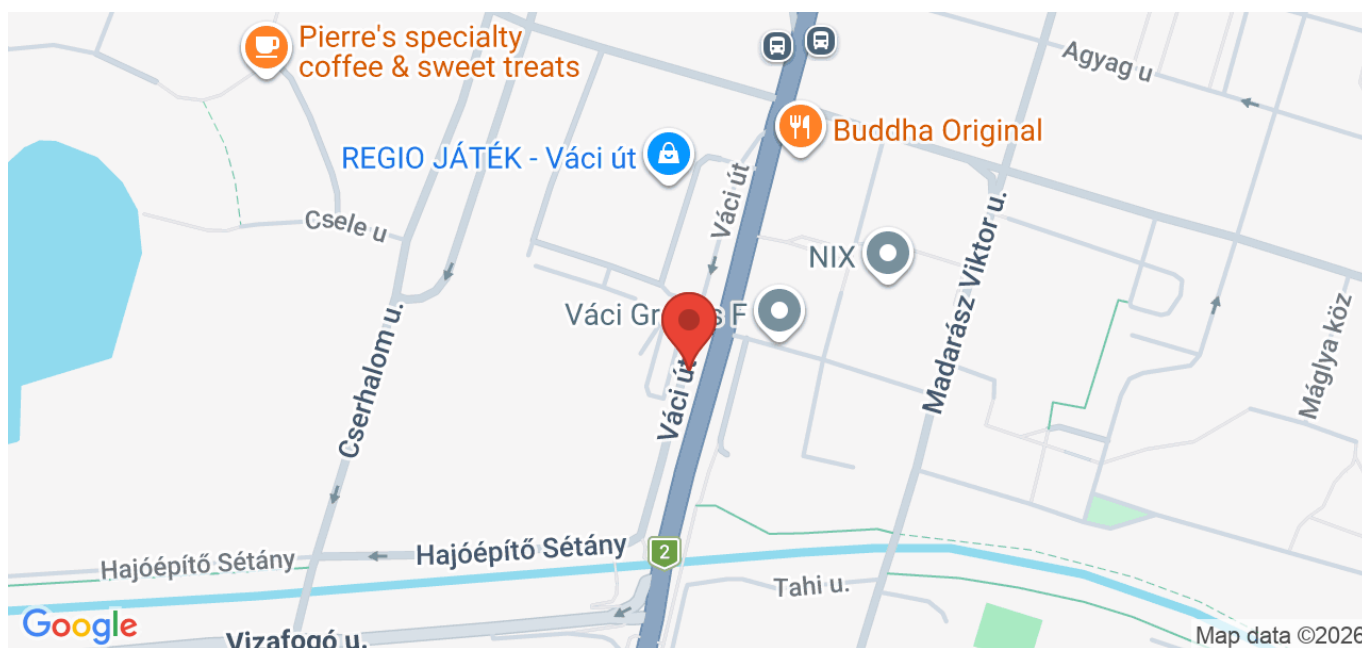 Pierre's specialty
coffee & sweet treats
Agyag u
Buddha Original
REGIO JÁTÉK - Váci út
Váci út
Csele u
Madarász Viktor u.
NIX
Váci
F
Cserhalom u.
Máglya köz
Váci út
Hajóépítő Sétány
Hajóépítő Sétány
2
Tahi u.
Google
Vizafogó u.
Map data ©2026